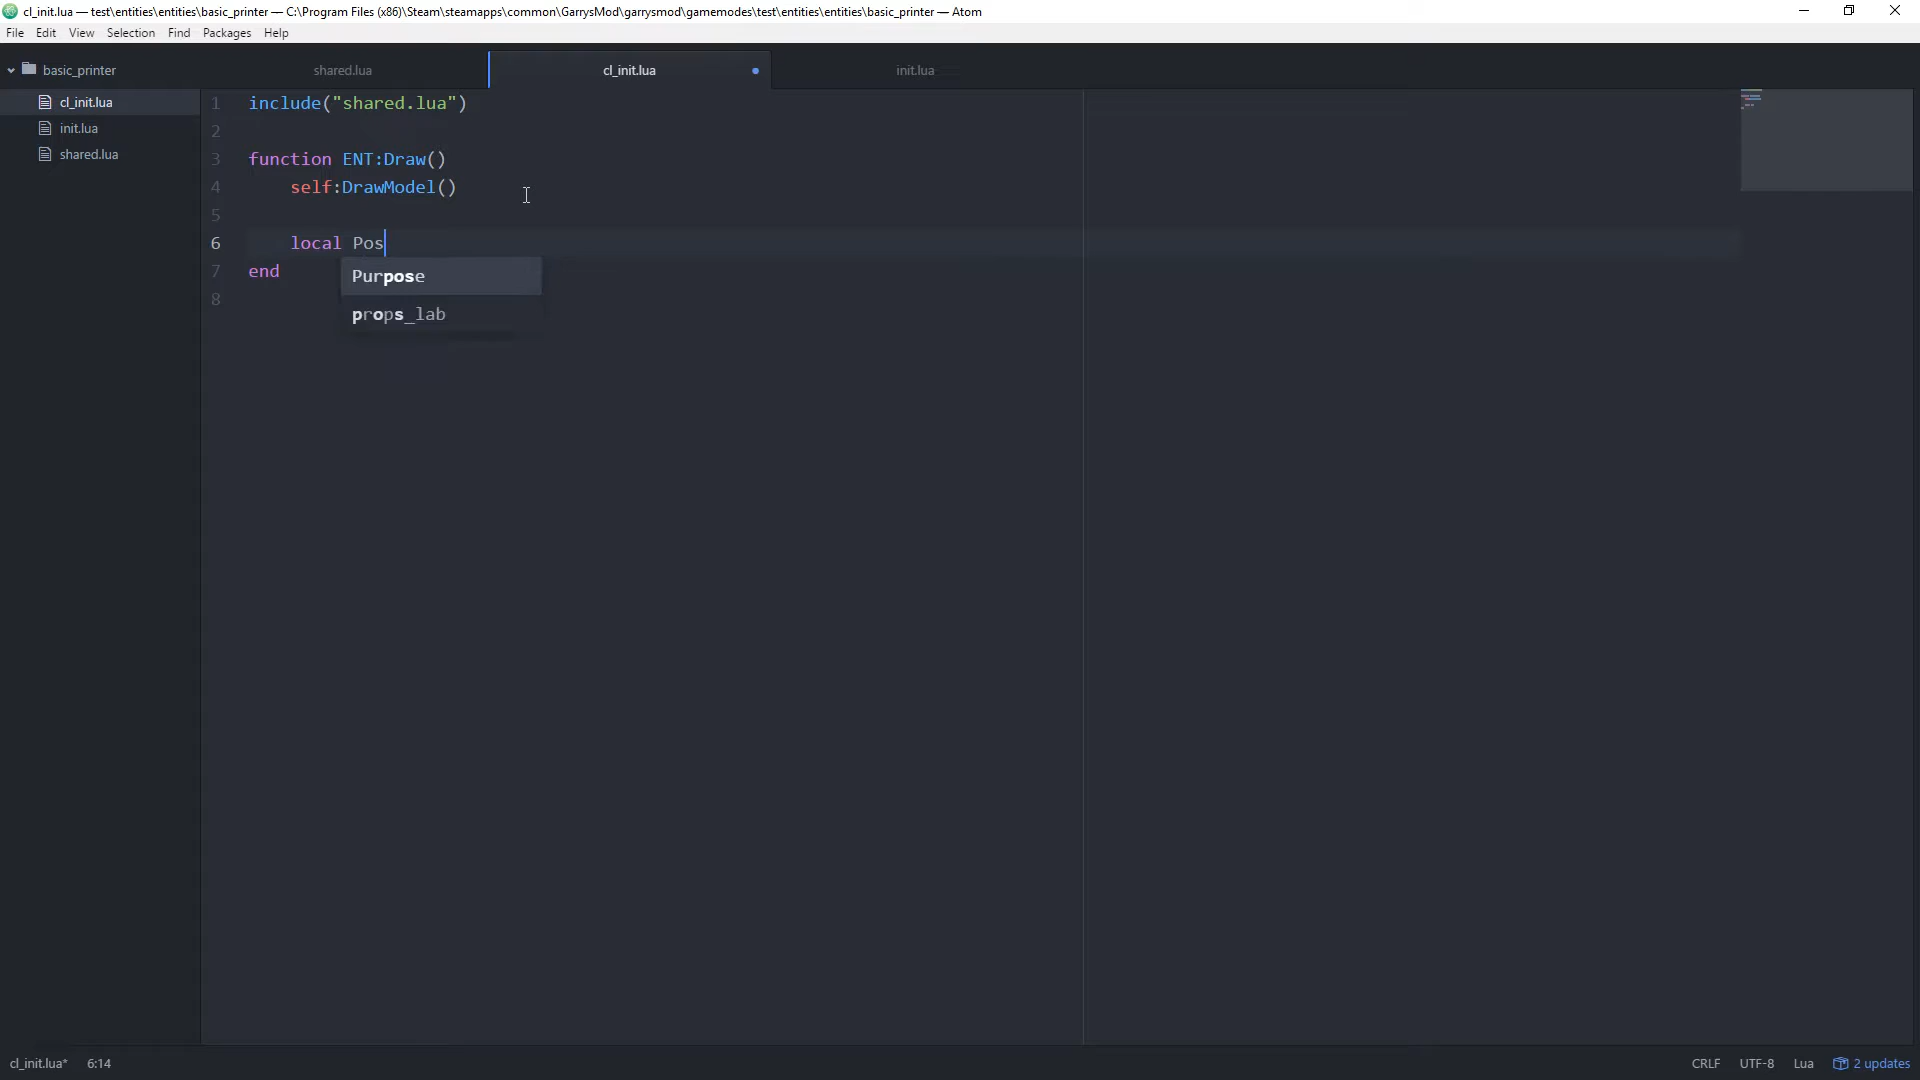 cl_init.lua — test\entities\entities\basic_printer — C:\Program Files (x86)\Steam\steamapps\common\GarrysMod\garrysmod\gamemodes\test\entities\entities\basic_printer — Atom
File Edit View Selection Find Packages Help
basic_printer
cl_init.lua
init.lua
shared.lua
shared.lua cl_init.lua init.lua
1 include("shared.lua")
2
3 function ENT:Draw()
4 self:DrawModel()
5
6 local Pos
7 end
8
Purpose
props_lab
cl_init.lua* 6:14 CRLF UTF-8 Lua 2 updates